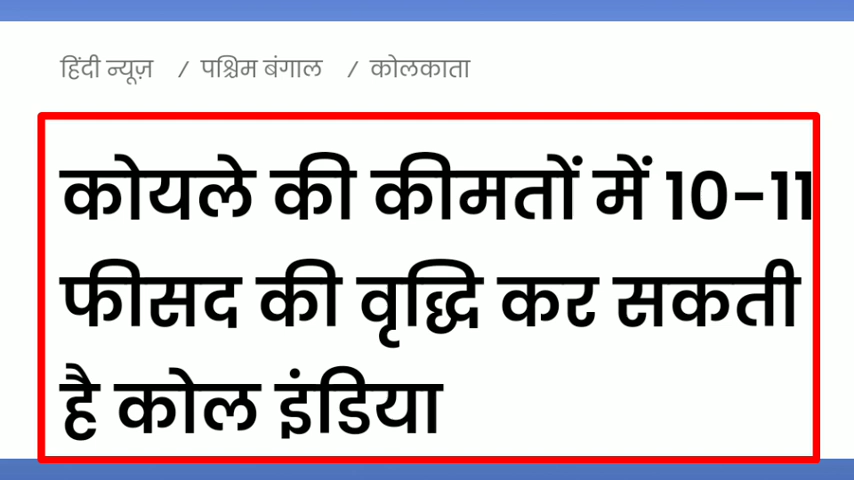 हिंदी न्यूज़ / पश्चिम बंगाल / कोलकाता
कोयले की कीमतों में 10-11
फीसद की वृद्धि कर सकती
है कोल इंडिया